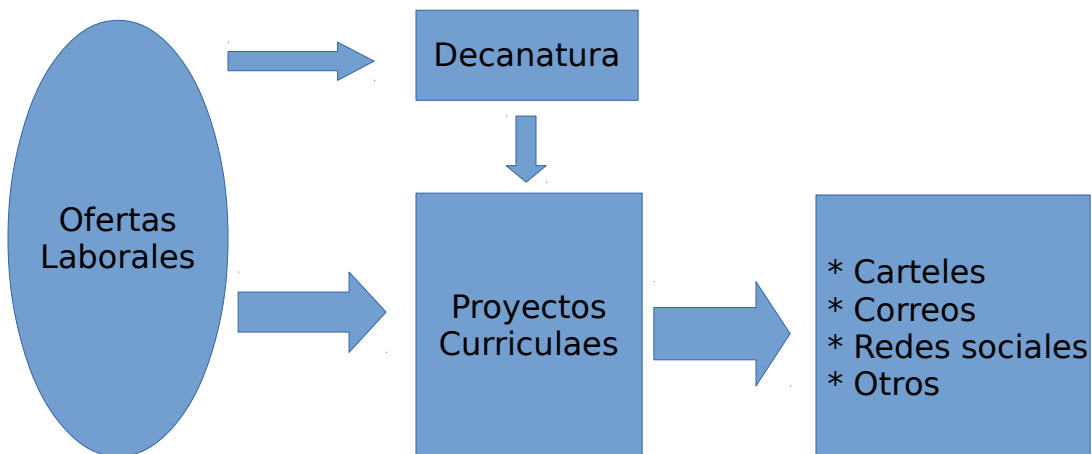 Decanatura
Ofertas
Laborales
Proyectos
Curriculaes
* Carteles
* Correos
* Redes sociales
* Otros